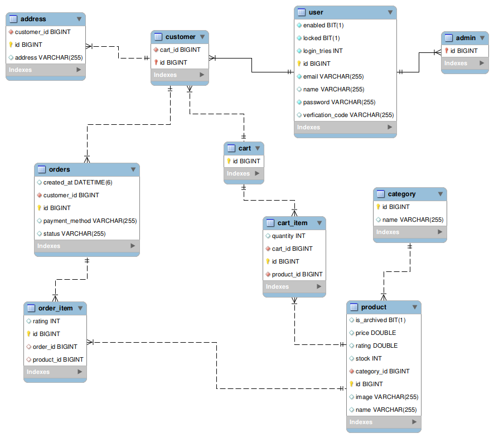 address
customer_id BIGINT
id BIGINT
address VARCHAR(255)
Indexes
customer
cart_id BIGINT
id BIGINT
Indexes
user
enabled BIT(1)
locked BIT(1)
login_tries INT
id BIGINT
email VARCHAR(255)
name VARCHAR(255)
password VARCHAR(255)
verfication_code VARCHAR(255)
Indexes
admin
id BIGINT
Indexes
orders
created_at DATETIME(6)
customer_id BIGINT
id BIGINT
payment_method VARCHAR(255)
status VARCHAR(255)
Indexes
cart
id BIGINT
Indexes
cart_item
quantity INT
cart_id BIGINT
id BIGINT
product_id BIGINT
Indexes
category
id BIGINT
name VARCHAR(255)
Indexes
order_item
rating INT
id BIGINT
order_id BIGINT
product_id BIGINT
Indexes
product
is_archived BIT(1)
price DOUBLE
rating DOUBLE
stock INT
category_id BIGINT
id BIGINT
image VARCHAR(255)
name VARCHAR(255)
Indexes